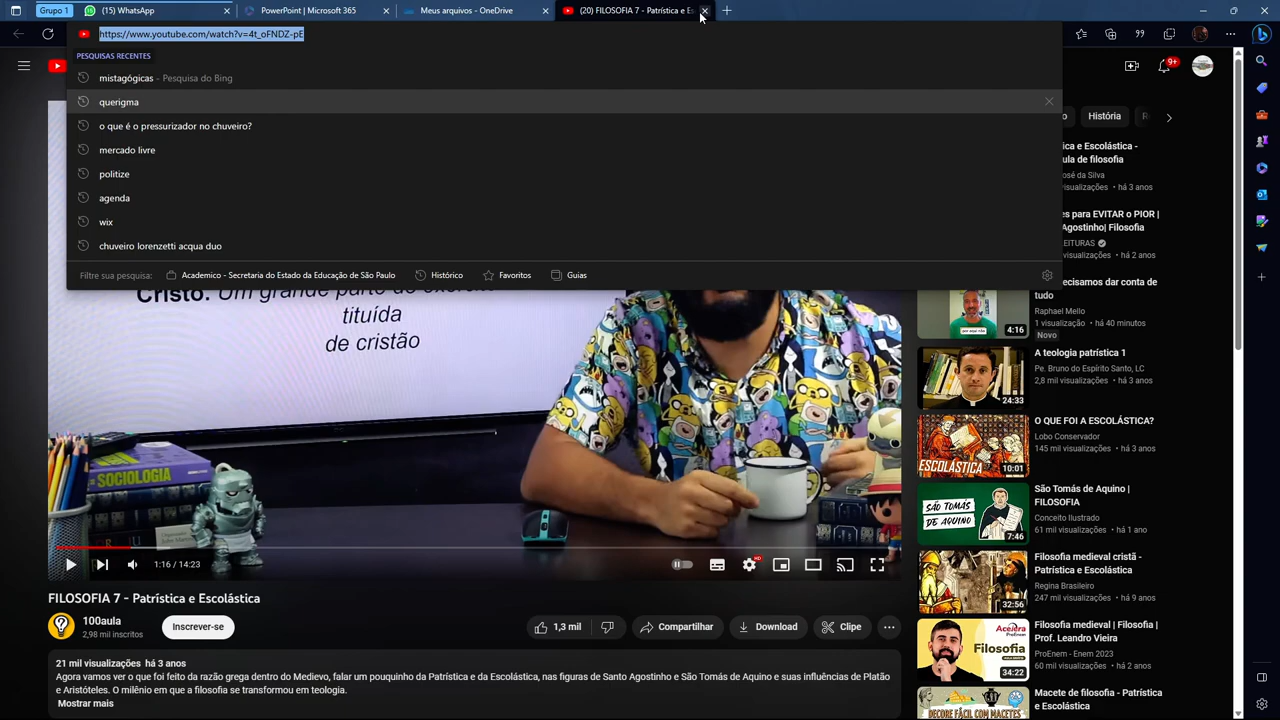 Grupo 1
(15) WhatsApp
PowerPoint | Microsoft 365
Meus arquivos - OneDrive
(20) FILOSOFIA 7 - Patrística e Es
https://www.youtube.com/watch?v=4t_oFNDZ-pE
PESQUISAS RECENTES
mistagógicas - Pesquisa do Bing
querigma
o que é o pressurizador no chuveiro?
mercado livre
politize
agenda
wix
chuveiro lorenzetti acqua duo
Filtre sua pesquisa:
Academico - Secretaria do Estado da Educação de São Paulo
Histórico
Favoritos
Guias
9+
o
História
Cristo. Um grande parte do
tituída
de cristão
SOCIOLOGIA
1:16 / 14:23
HD
FILOSOFIA 7 - Patrística e Escolástica
100aula
2,98 mil inscritos
Inscrever-se
1,3 mil
Compartilhar
Download
Clipe
21 mil visualizações há 3 anos
Agora vamos ver o que foi feito da razão grega dentro do Medievo, falar um pouquinho da Patrística e da Escolástica, nas figuras de Santo Agostinho e São Tomás de Aquino e suas influências de Platão
e Aristóteles. O milênio em que a filosofia se transformou em teologia.
Mostrar mais
ica e Escolástica -
ula de filosofia
osé da Silva
visualizações • há 3 anos
es para EVITAR o PIOR |
Agostinho| Filosofia
EITURAS
visualizações • há 2 anos
ecisamos dar conta de
tudo
Raphael Mello
1 visualização • há 40 minutos
Novo
4:16
A teologia patrística 1
Pe. Bruno do Espírito Santo, LC
2,8 mil visualizações • há 3 anos
24:33
O QUE FOI A ESCOLÁSTICA?
Lobo Conservador
145 mil visualizações • há 3 anos
ESCOLÁSTICA
10:01
São Tomás de Aquino |
FILOSOFIA
Conceito Ilustrado
61 mil visualizações • há 1 ano
SÃO TOMÁS
DE AQUINO
7:46
Filosofia medieval cristã -
Patrística e Escolástica
Regina Brasileiro
247 mil visualizações • há 9 anos
32:56
Filosofia medieval | Filosofia |
Prof. Leandro Vieira
ProEnem - Enem 2023
60 mil visualizações • há 2 anos
Filosofia
34:22
Macete de filosofia - Patrística
e Escolástica
DECORE FÁCIL COM MACETES